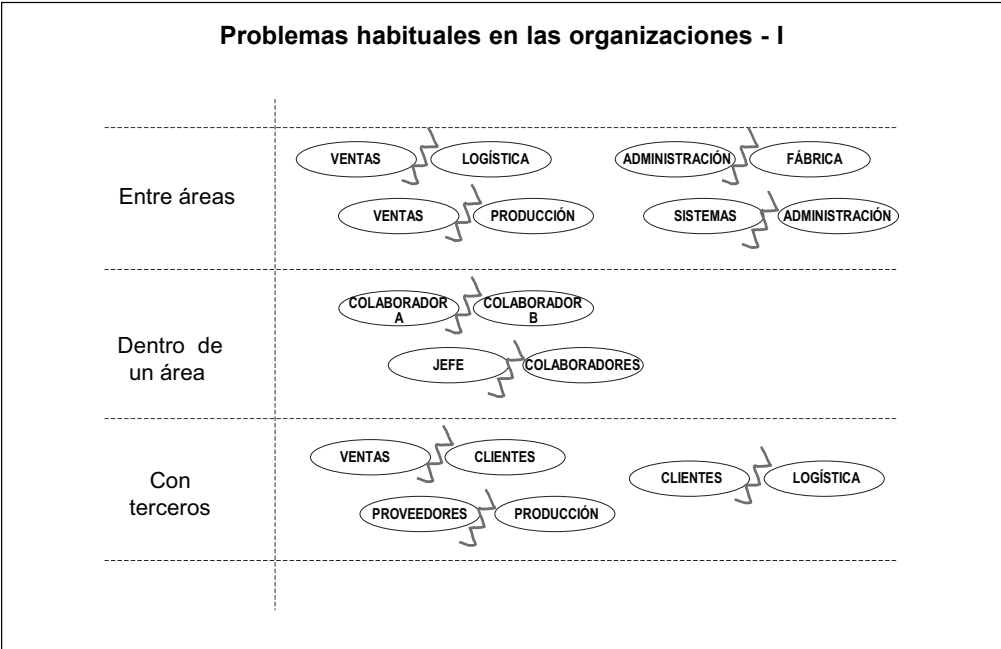 Problemas habituales en las organizaciones - I
Entre áreas
VENTAS LOGÍSTICA ADMINISTRACIÓN FÁBRICA
VENTAS PRODUCCIÓN SISTEMAS ADMINISTRACIÓN
Dentro de
un área
COLABORADOR
A
COLABORADOR
B
JEFE COLABORADORES
Con
terceros
VENTAS CLIENTES
CLIENTES LOGÍSTICA
PROVEEDORES PRODUCCIÓN